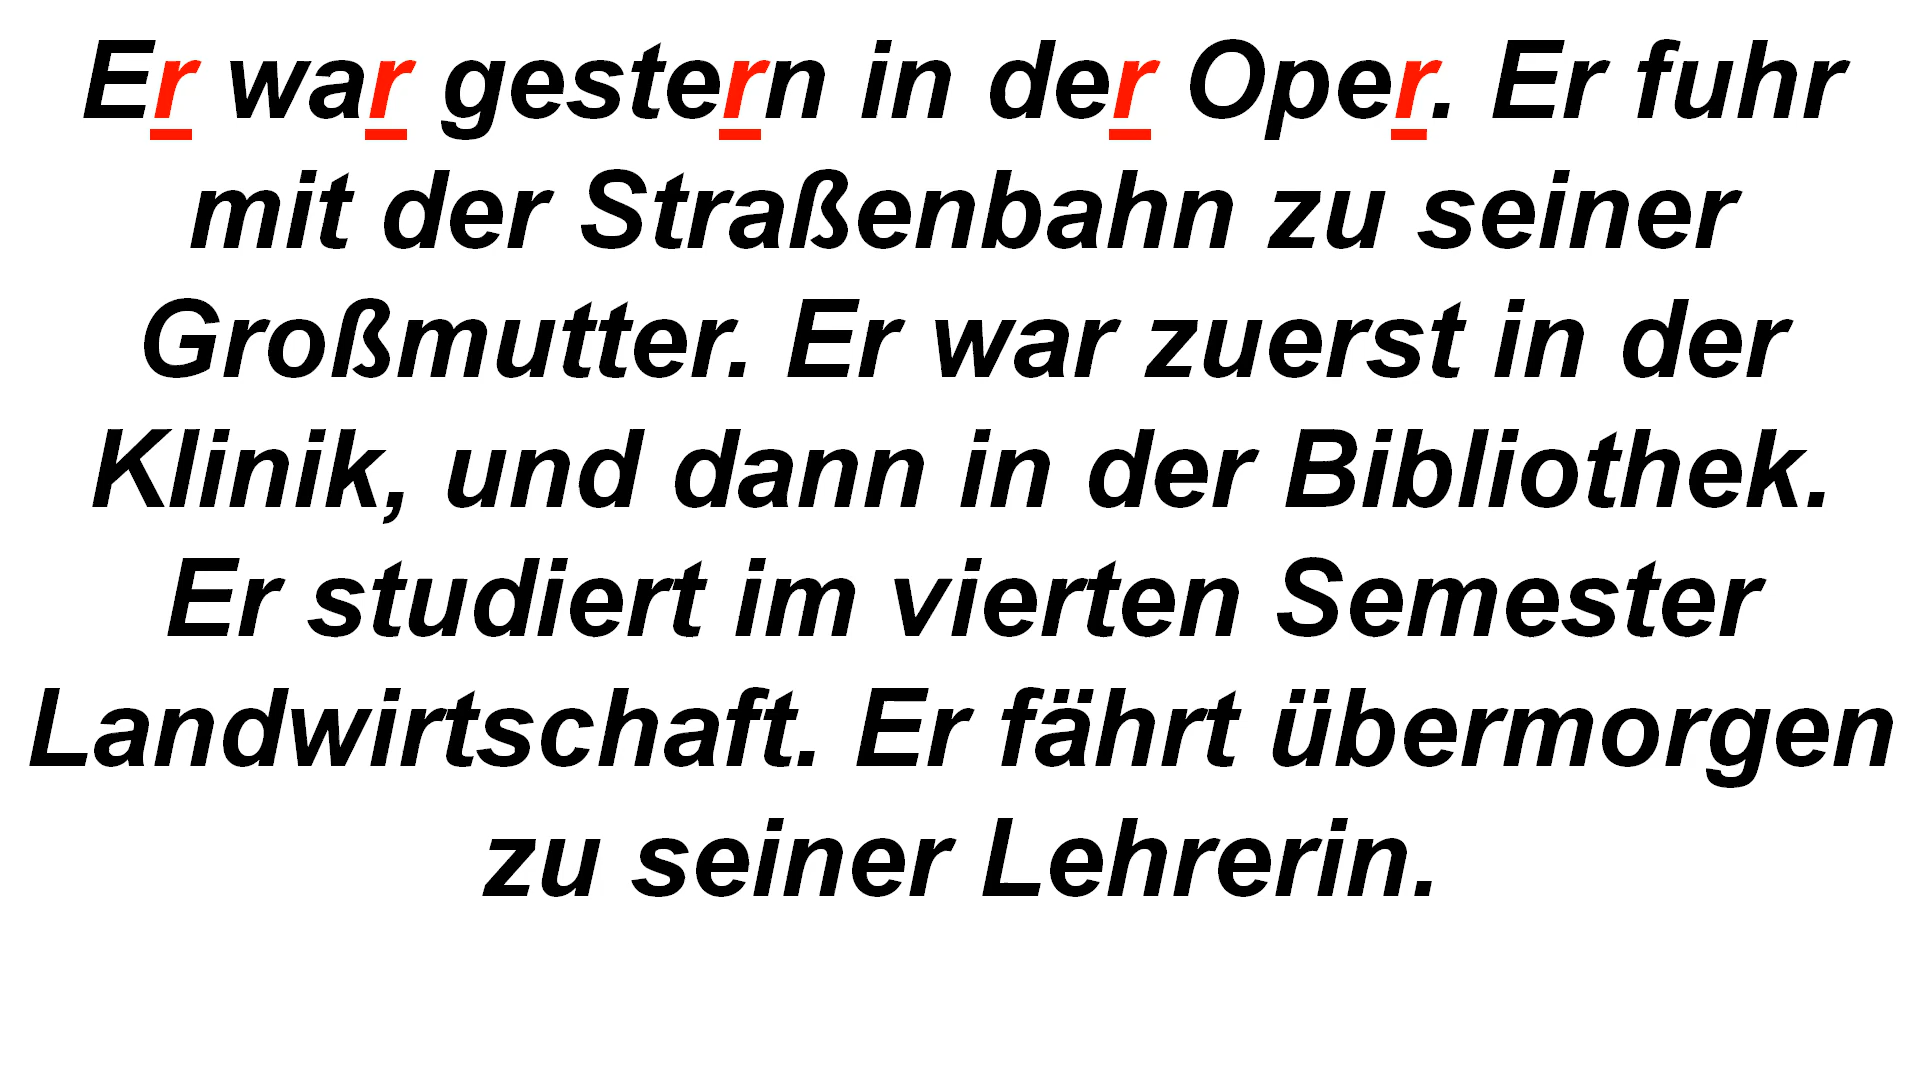 Er war gestern in der Oper. Er fuhr
mit der Straßenbahn zu seiner
Großmutter. Er war zuerst in der
Klinik, und dann in der Bibliothek.
Er studiert im vierten Semester
Landwirtschaft. Er fährt übermorgen
zu seiner Lehrerin.